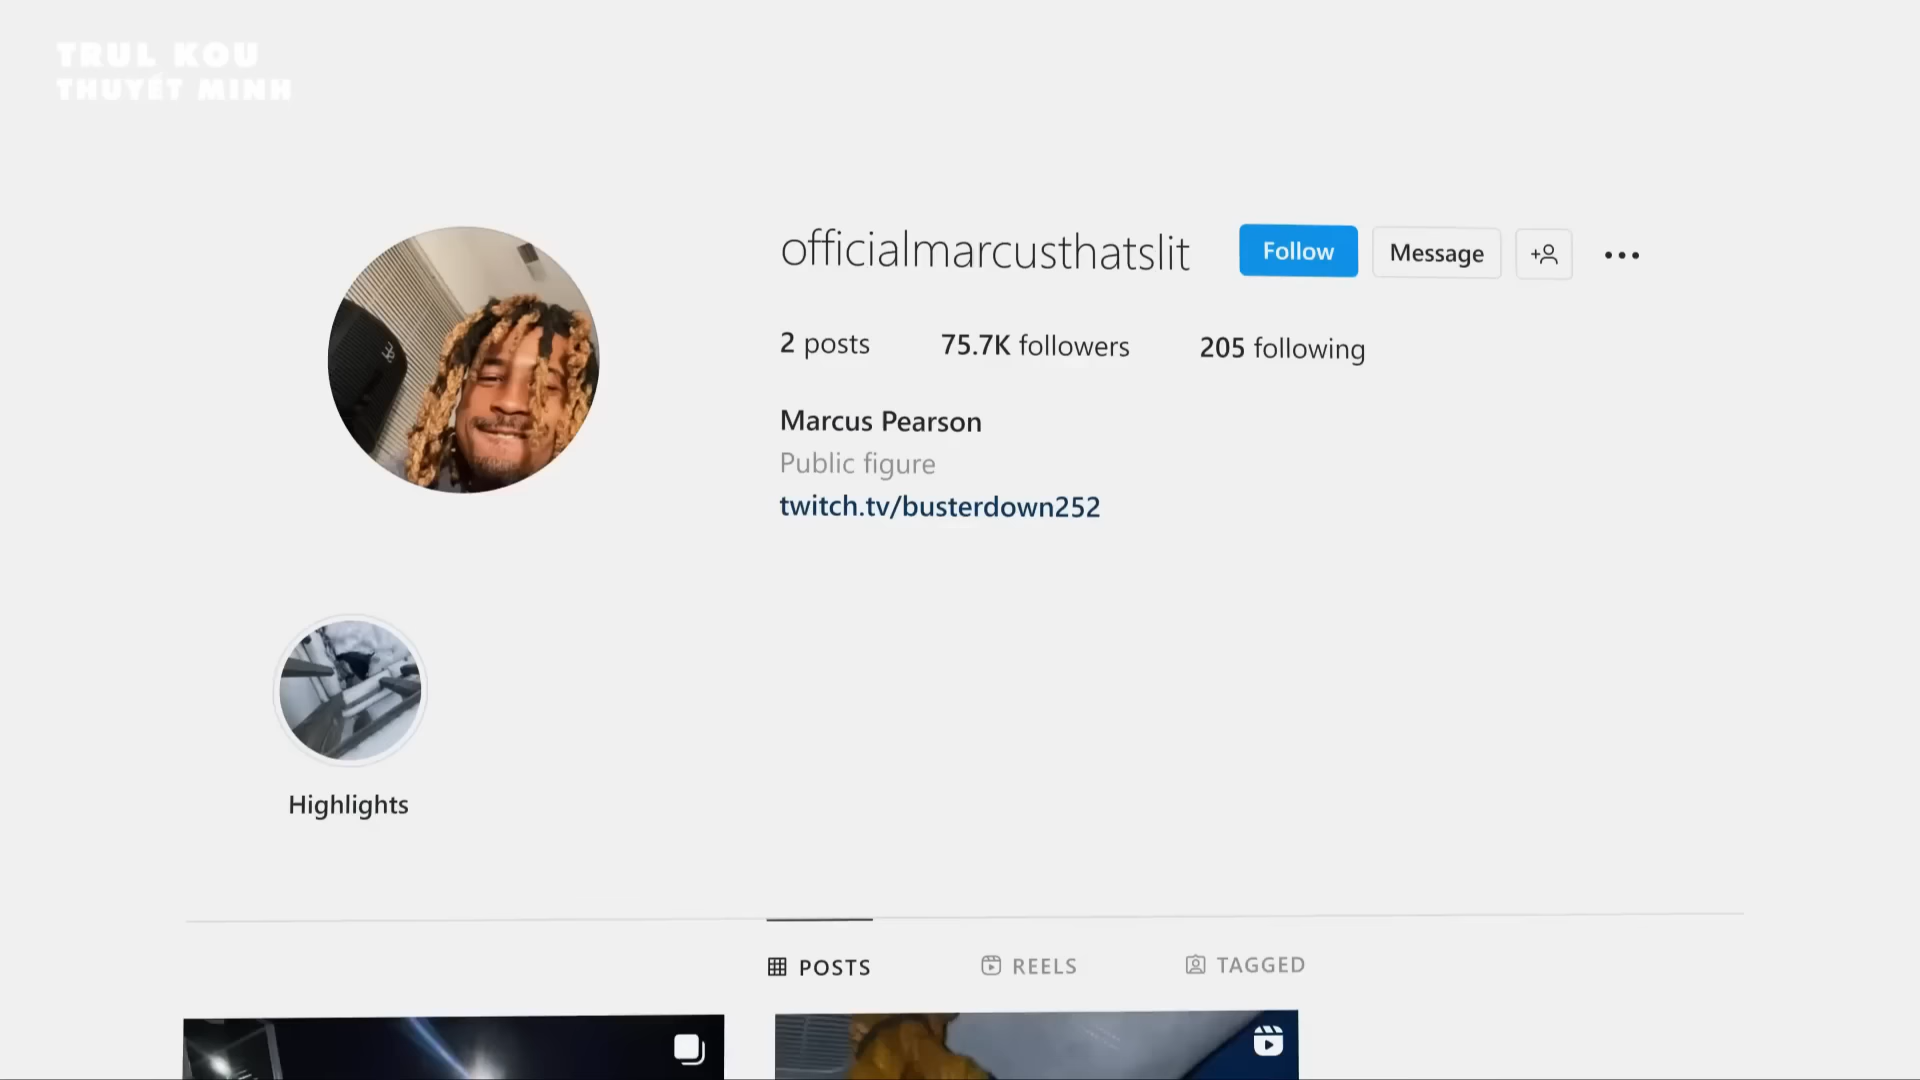 TRUL KOU
THUYẾT MINH
officialmarcusthatslit
Follow
Message
2 posts
75.7K followers
205 following
Marcus Pearson
Public figure
twitch.tv/busterdown252
Highlights
POSTS
REELS
TAGGED